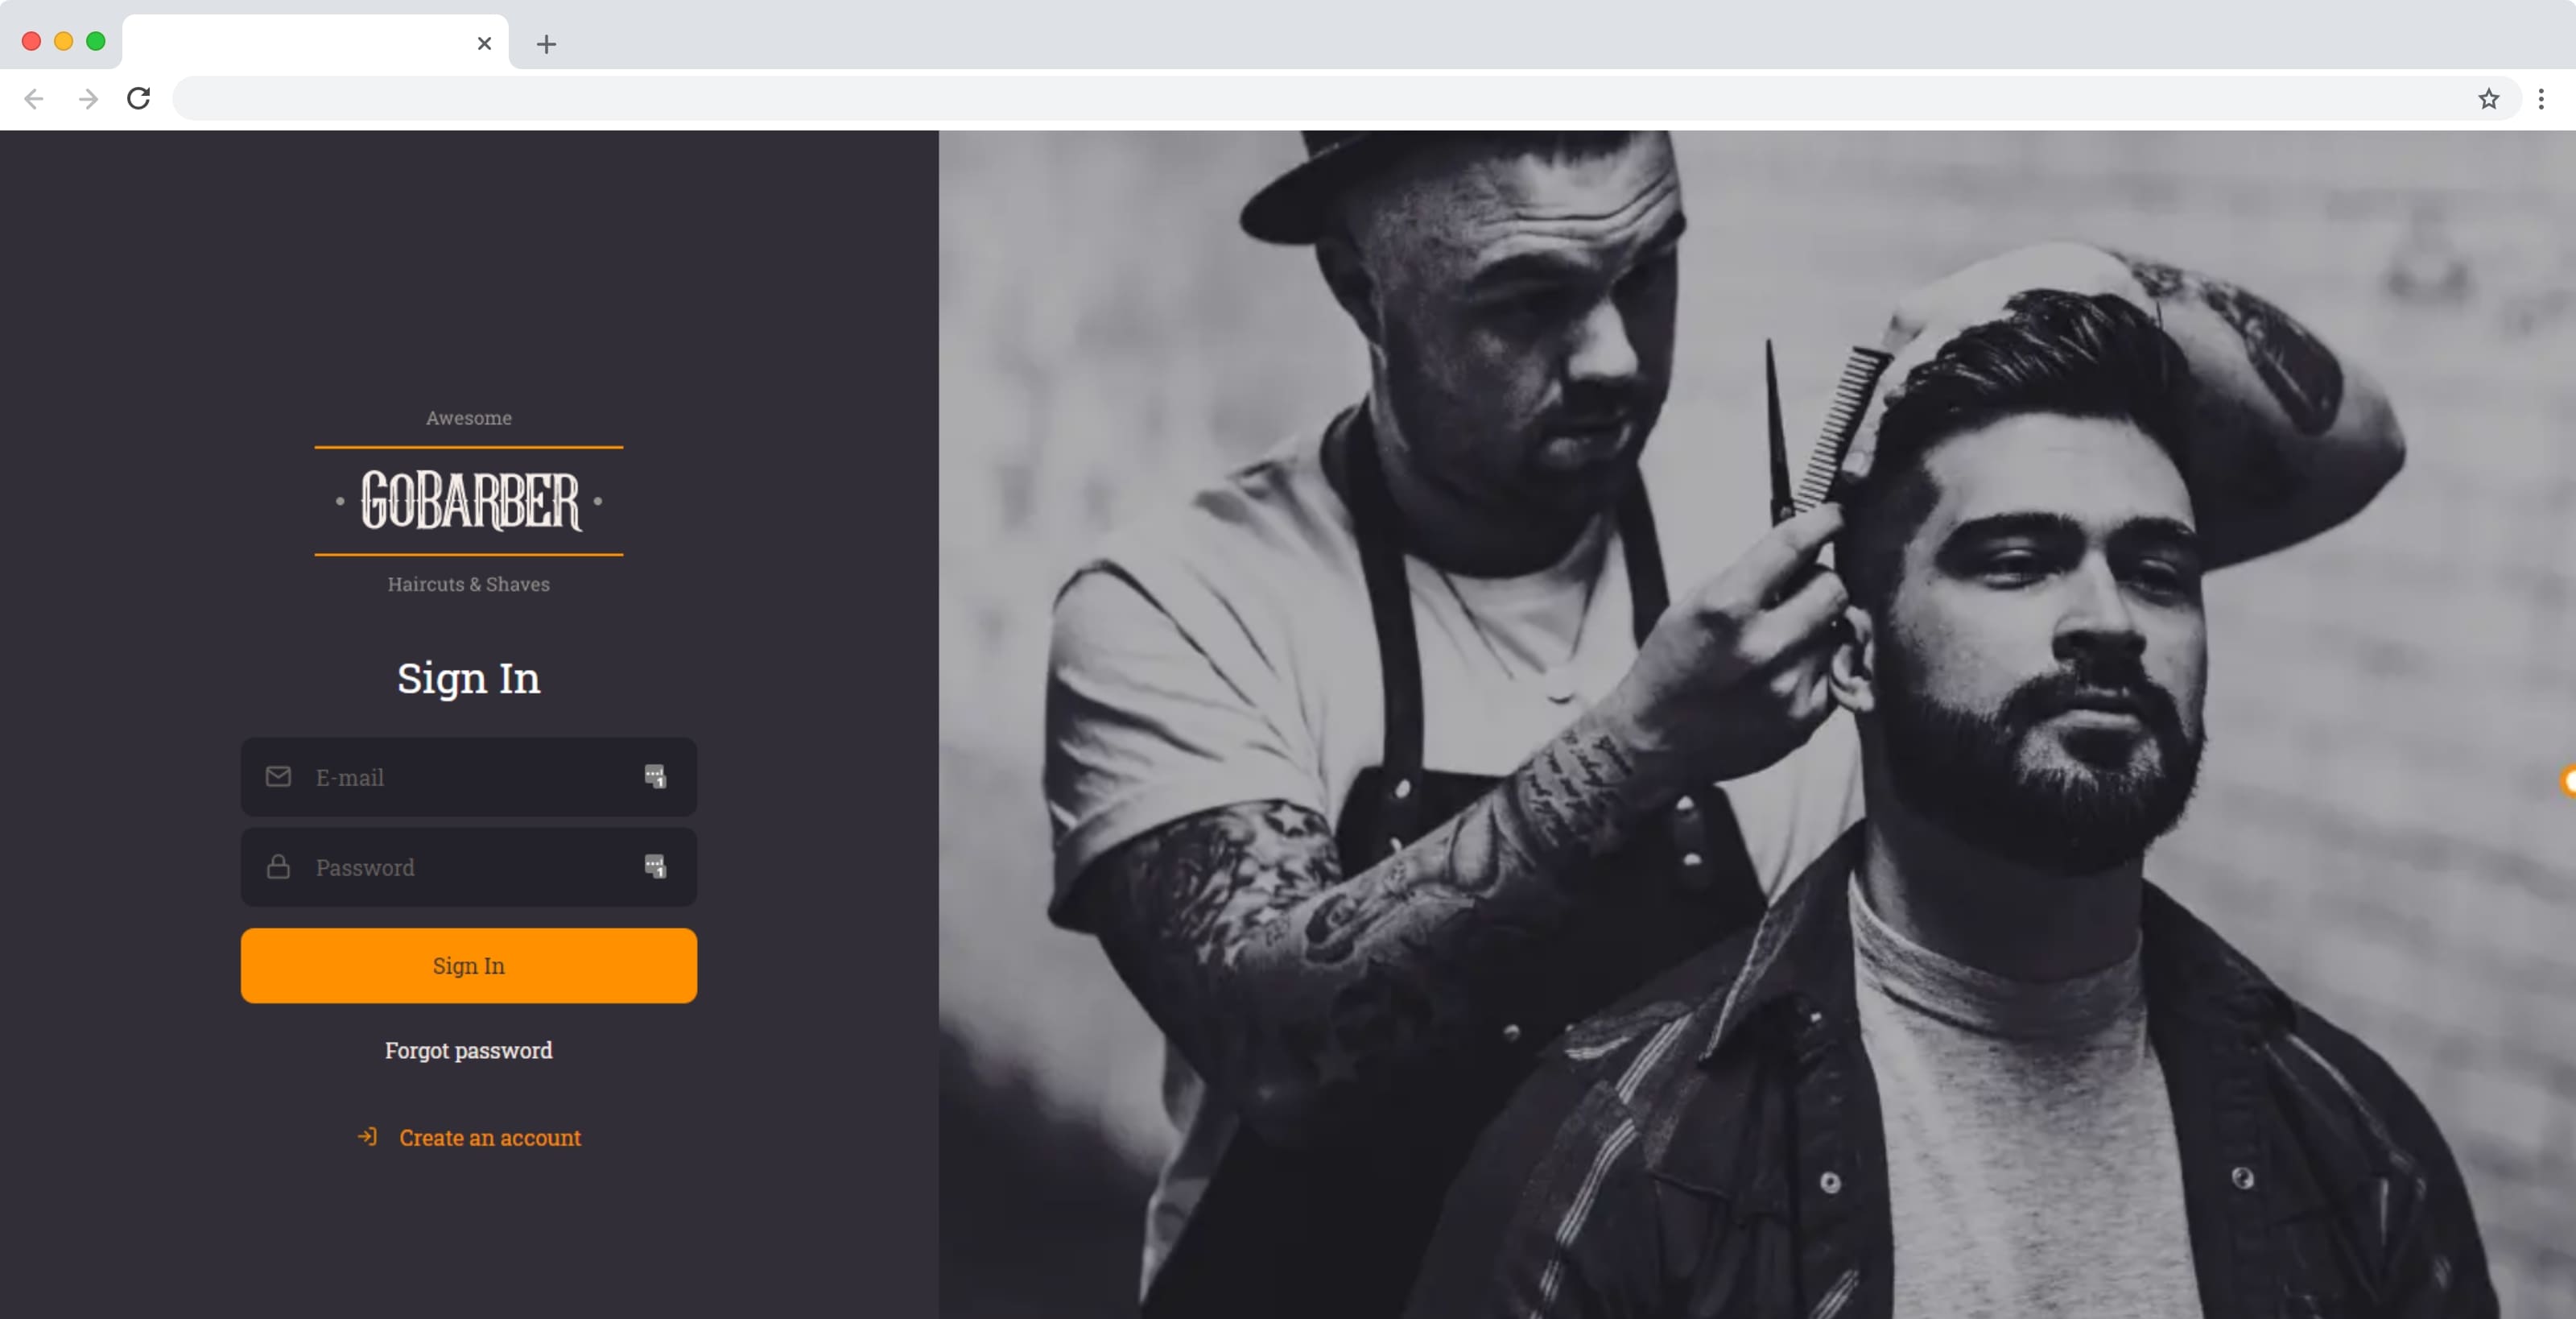 Awesome
• GOBARBER •
Haircuts & Shaves
Sign In
E-mail
Password
Sign In
Forgot password
Create an account